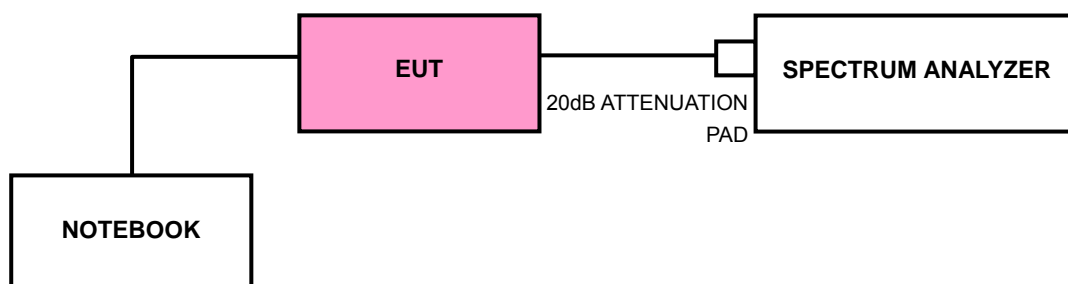 EUT
SPECTRUM ANALYZER
20dB ATTENUATION
PAD
NOTEBOOK